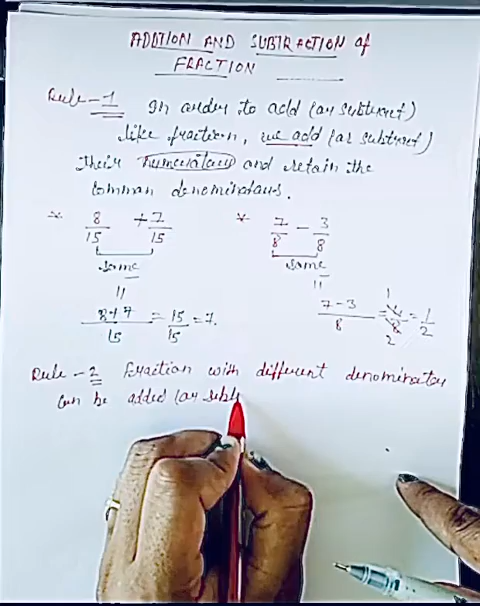 ADDTION AND SUBTRACTION of
FRACTION
Rule-1 In order to add (or subtract)
like fraction, we add (or subtract)
their numerators and retain the
common denominators.
* 8/15 + 7/15 * 7/8 - 3/8
same same
8+7/15 = 15/15 = 7. 7-3/8 = 4/8 = 1/2
Rule-2 Fraction with different denominator
can be added (or subt